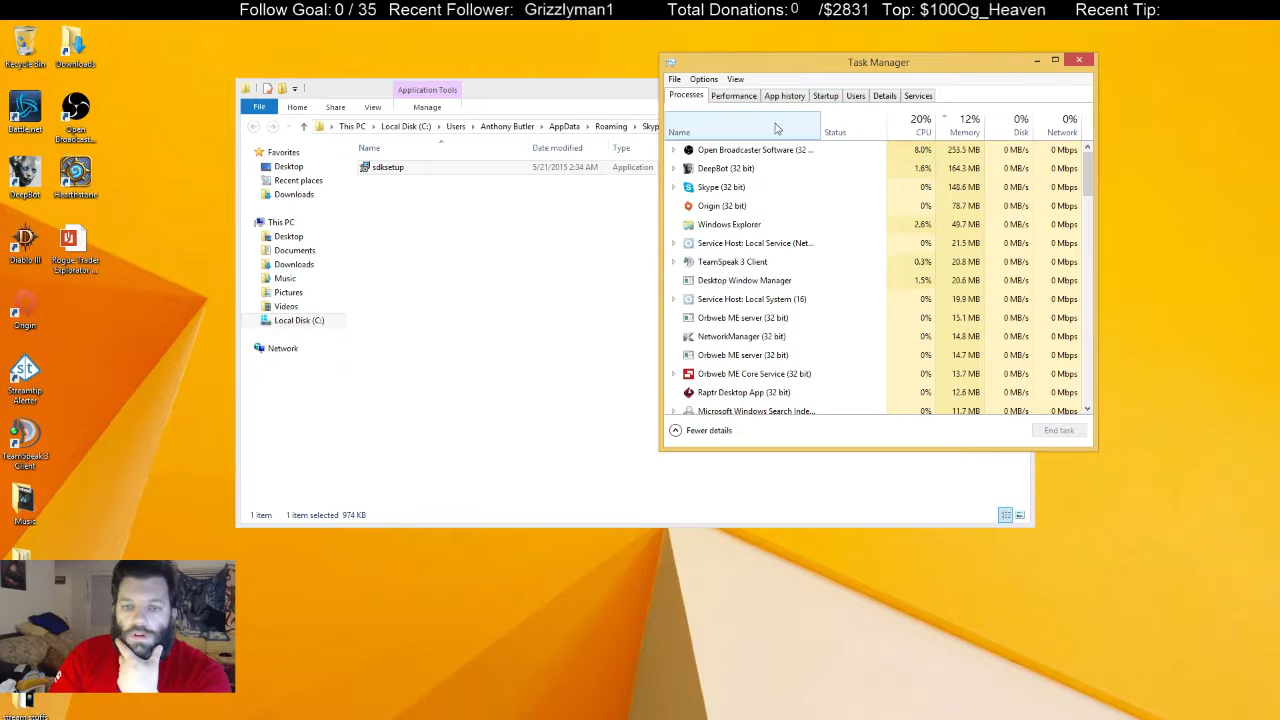 Follow Goal: 0 / 35 Recent Follower: Grizzlyman1 Total Donations: 0 /$2831 Top: $100Og_Heaven Recent Tip:
Recycle Bin
Downloads
Battle.net
Open Broadcas...
DeepBot
Hearthstone
Diablo III
Rogue Trader Explorator ...
Origin
Streamtip Alerter
TeamSpeak 3 Client
Music
stream stuffs
Application Tools
File Home Share View Manage
This PC Local Disk (C:) Users Anthony Butler AppData Roaming Skyp
Name Date modified Type
sdksetup 5/21/2015 2:34 AM Application
Favorites
Desktop
Recent places
Downloads
This PC
Desktop
Documents
Downloads
Music
Pictures
Videos
Local Disk (C:)
Network
1 item 1 item selected 974 KB
Task Manager
File Options View
Processes Performance App history Startup Users Details Services
20% 12% 0% 0%
Name Status CPU Memory Disk Network
Open Broadcaster Software (32 ... 8.0% 253.5 MB 0 MB/s 0 Mbps
DeepBot (32 bit) 1.6% 164.3 MB 0 MB/s 0 Mbps
Skype (32 bit) 0% 148.6 MB 0 MB/s 0 Mbps
Origin (32 bit) 0% 78.7 MB 0 MB/s 0 Mbps
Windows Explorer 2.6% 49.7 MB 0 MB/s 0 Mbps
Service Host: Local Service (Net... 0% 21.5 MB 0 MB/s 0 Mbps
TeamSpeak 3 Client 0.3% 20.8 MB 0 MB/s 0 Mbps
Desktop Window Manager 1.5% 20.6 MB 0 MB/s 0 Mbps
Service Host: Local System (16) 0% 19.9 MB 0 MB/s 0 Mbps
Orbweb ME server (32 bit) 0% 15.1 MB 0 MB/s 0 Mbps
NetworkManager (32 bit) 0% 14.8 MB 0 MB/s 0 Mbps
Orbweb ME server (32 bit) 0% 14.7 MB 0 MB/s 0 Mbps
Orbweb ME Core Service (32 bit) 0% 13.7 MB 0 MB/s 0 Mbps
Raptr Desktop App (32 bit) 0% 12.6 MB 0 MB/s 0 Mbps
Microsoft Windows Search Inde... 0% 11.7 MB 0 MB/s 0 Mbps
Fewer details End task